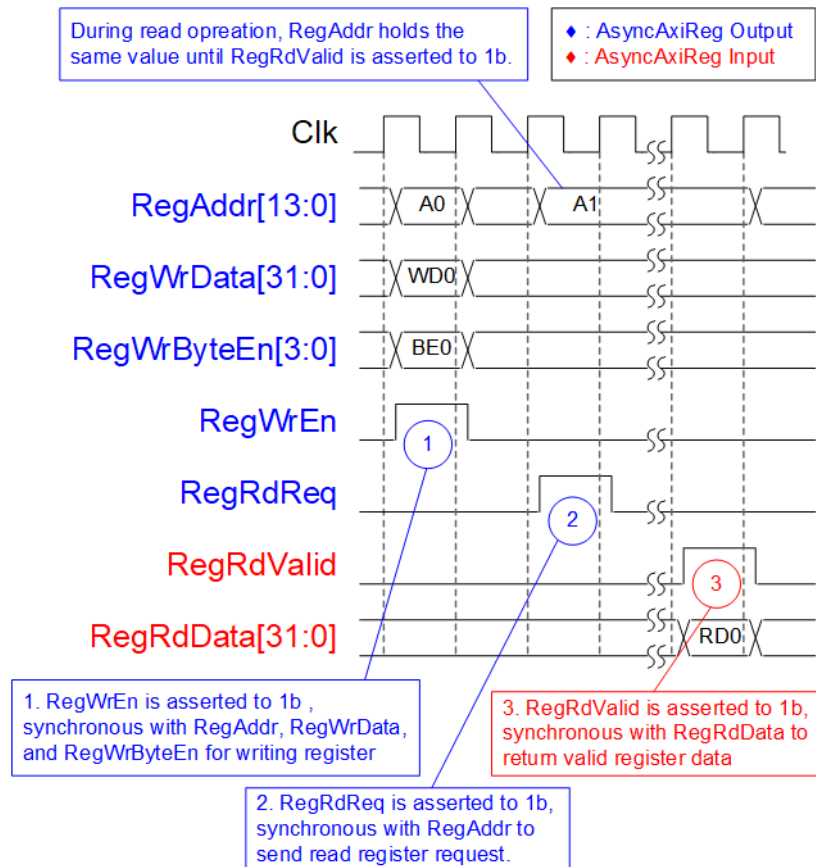 During read opreation, RegAddr holds the
same value until RegRdValid is asserted to 1b.
♦ : AsyncAxiReg Output
♦ : AsyncAxiReg Input
Clk
RegAddr[13:0]
A0
A1
RegWrData[31:0]
WD0
RegWrByteEn[3:0]
BE0
RegWrEn
1
RegRdReq
2
RegRdValid
3
RegRdData[31:0]
RD0
1. RegWrEn is asserted to 1b ,
synchronous with RegAddr, RegWrData,
and RegWrByteEn for writing register
3. RegRdValid is asserted to 1b,
synchronous with RegRdData to
return valid register data
2. RegRdReq is asserted to 1b,
synchronous with RegAddr to
send read register request.